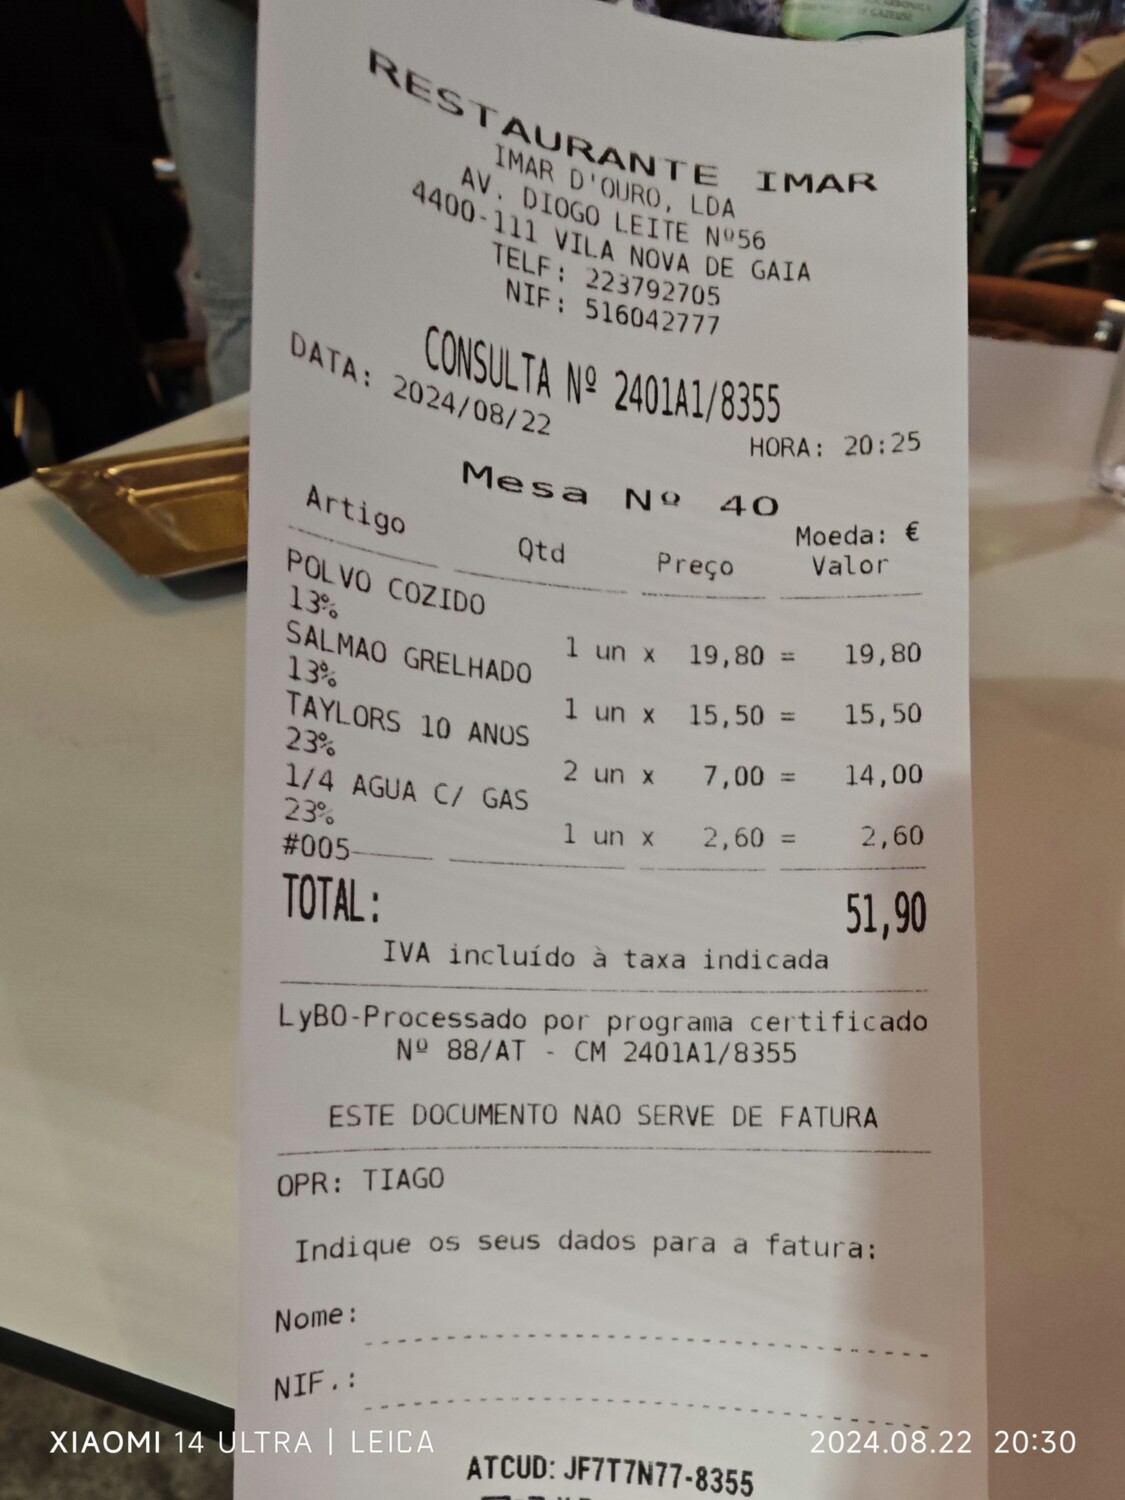 RESTAURANTE IMAR
IMAR D'OURO, LDA
AV. DIOGO LEITE Nº56
4400-111 VILA NOVA DE GAIA
TELF: 223792705
NIF: 516042777
CONSULTA Nº 2401A1/8355
DATA: 2024/08/22 HORA: 20:25
Mesa Nº 40
Moeda: €
Artigo Qtd Preço Valor
POLVO COZIDO
13% 1 un x 19,80 = 19,80
SALMAO GRELHADO
13% 1 un x 15,50 = 15,50
TAYLORS 10 ANOS
23% 2 un x 7,00 = 14,00
1/4 AGUA C/ GAS
23% 1 un x 2,60 = 2,60
#005
TOTAL: 51,90
IVA incluído à taxa indicada
LyBO-Processado por programa certificado
Nº 88/AT - CM 2401A1/8355
ESTE DOCUMENTO NAO SERVE DE FATURA
OPR: TIAGO
Indique os seus dados para a fatura:
Nome:
NIF.:
ATCUD: JF7T7N77-8355
XIAOMI 14 ULTRA | LEICA
2024.08.22 20:30